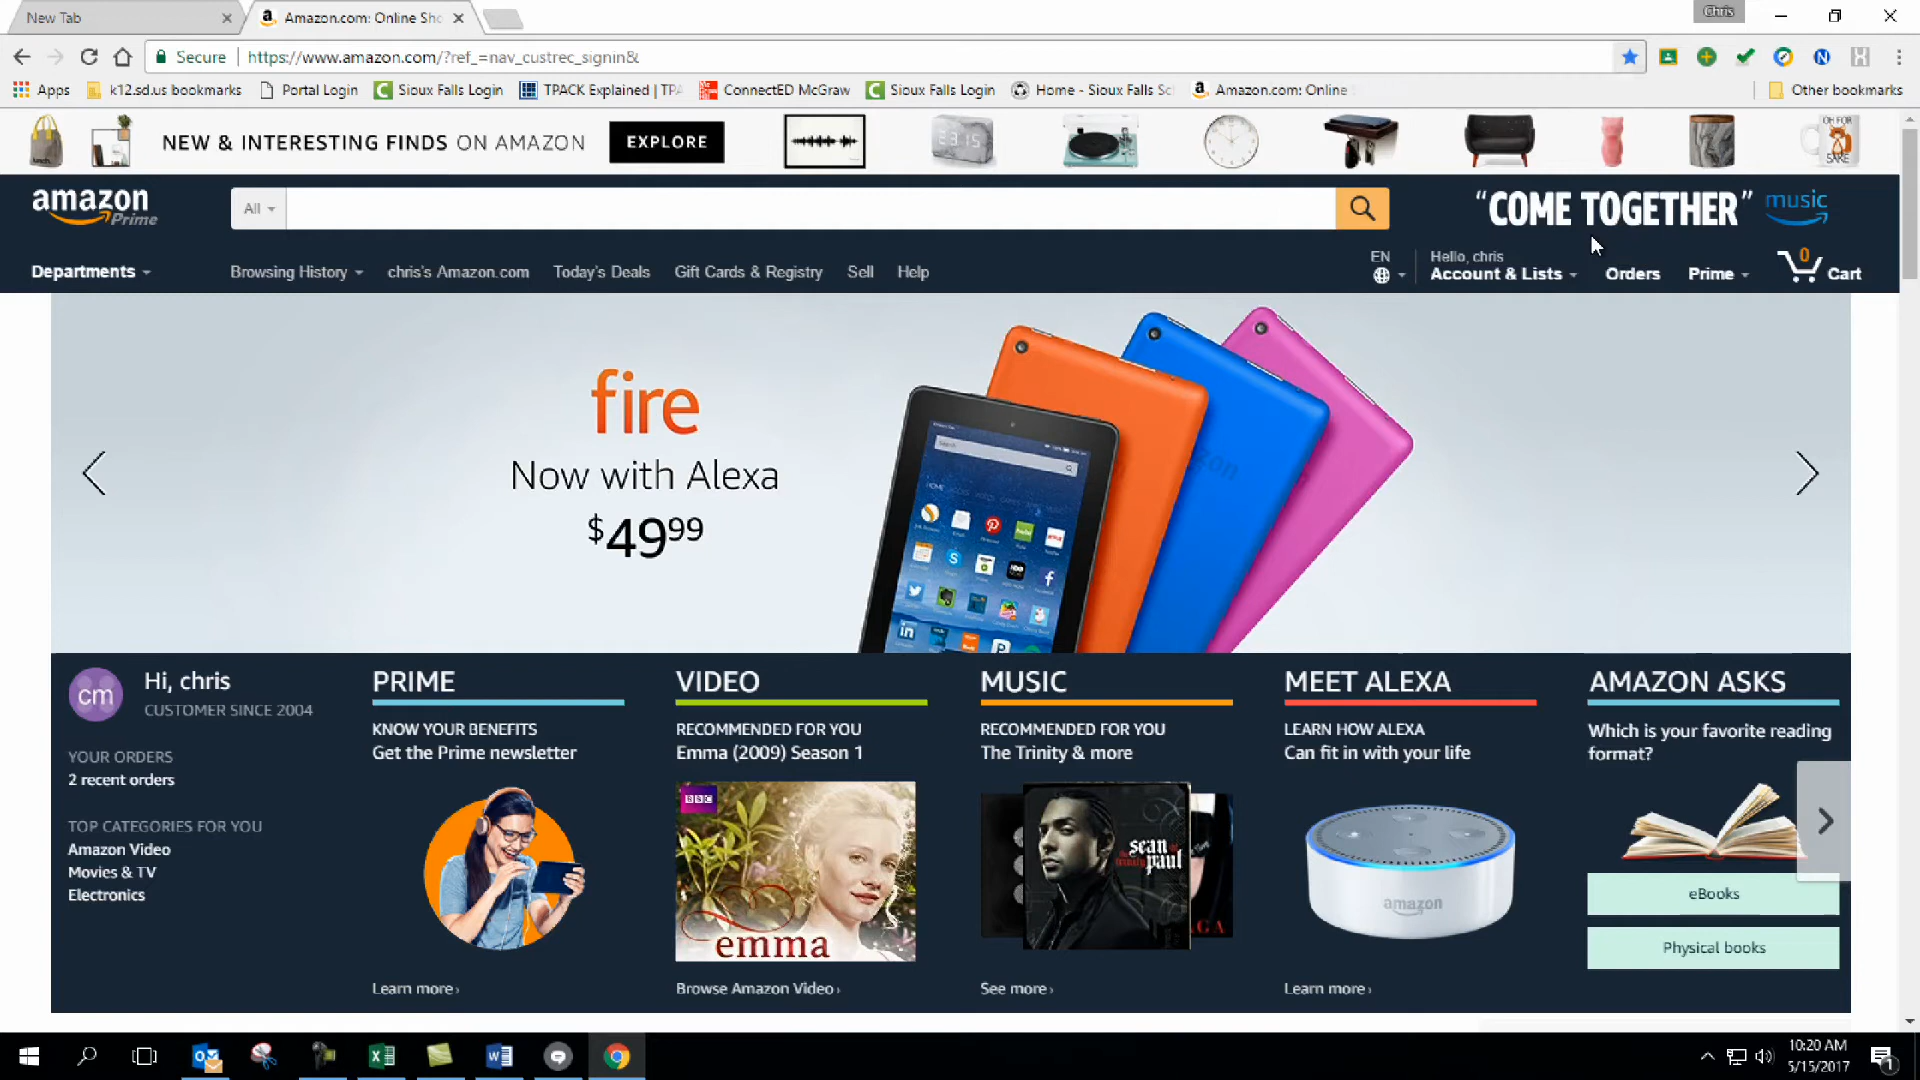 New Tab
Amazon.com: Online Sho
Chris
Secure
https://www.amazon.com/?ref_=nav_custrec_signin&
Apps
k12.sd.us bookmarks
Portal Login
Sioux Falls Login
TPACK Explained | TPA
ConnectED McGraw
Sioux Falls Login
Home - Sioux Falls Sc
Amazon.com: Online
Other bookmarks
NEW & INTERESTING FINDS ON AMAZON
EXPLORE
OH FOR
SAKE
amazon
Prime
All
"COME TOGETHER"
music
Departments
Browsing History
chris's Amazon.com
Today's Deals
Gift Cards & Registry
Sell
Help
EN
Hello, chris
Account & Lists
Orders
Prime
0
Cart
fire
Now with Alexa
$4999
cm
Hi, chris
CUSTOMER SINCE 2004
YOUR ORDERS
2 recent orders
TOP CATEGORIES FOR YOU
Amazon Video
Movies & TV
Electronics
PRIME
KNOW YOUR BENEFITS
Get the Prime newsletter
Learn more›
VIDEO
RECOMMENDED FOR YOU
Emma (2009) Season 1
BBC
emma
Browse Amazon Video›
MUSIC
RECOMMENDED FOR YOU
The Trinity & more
sean
paul
See more›
MEET ALEXA
LEARN HOW ALEXA
Can fit in with your life
amazon
Learn more›
AMAZON ASKS
Which is your favorite reading
format?
eBooks
Physical books
10:20 AM
5/15/2017
1